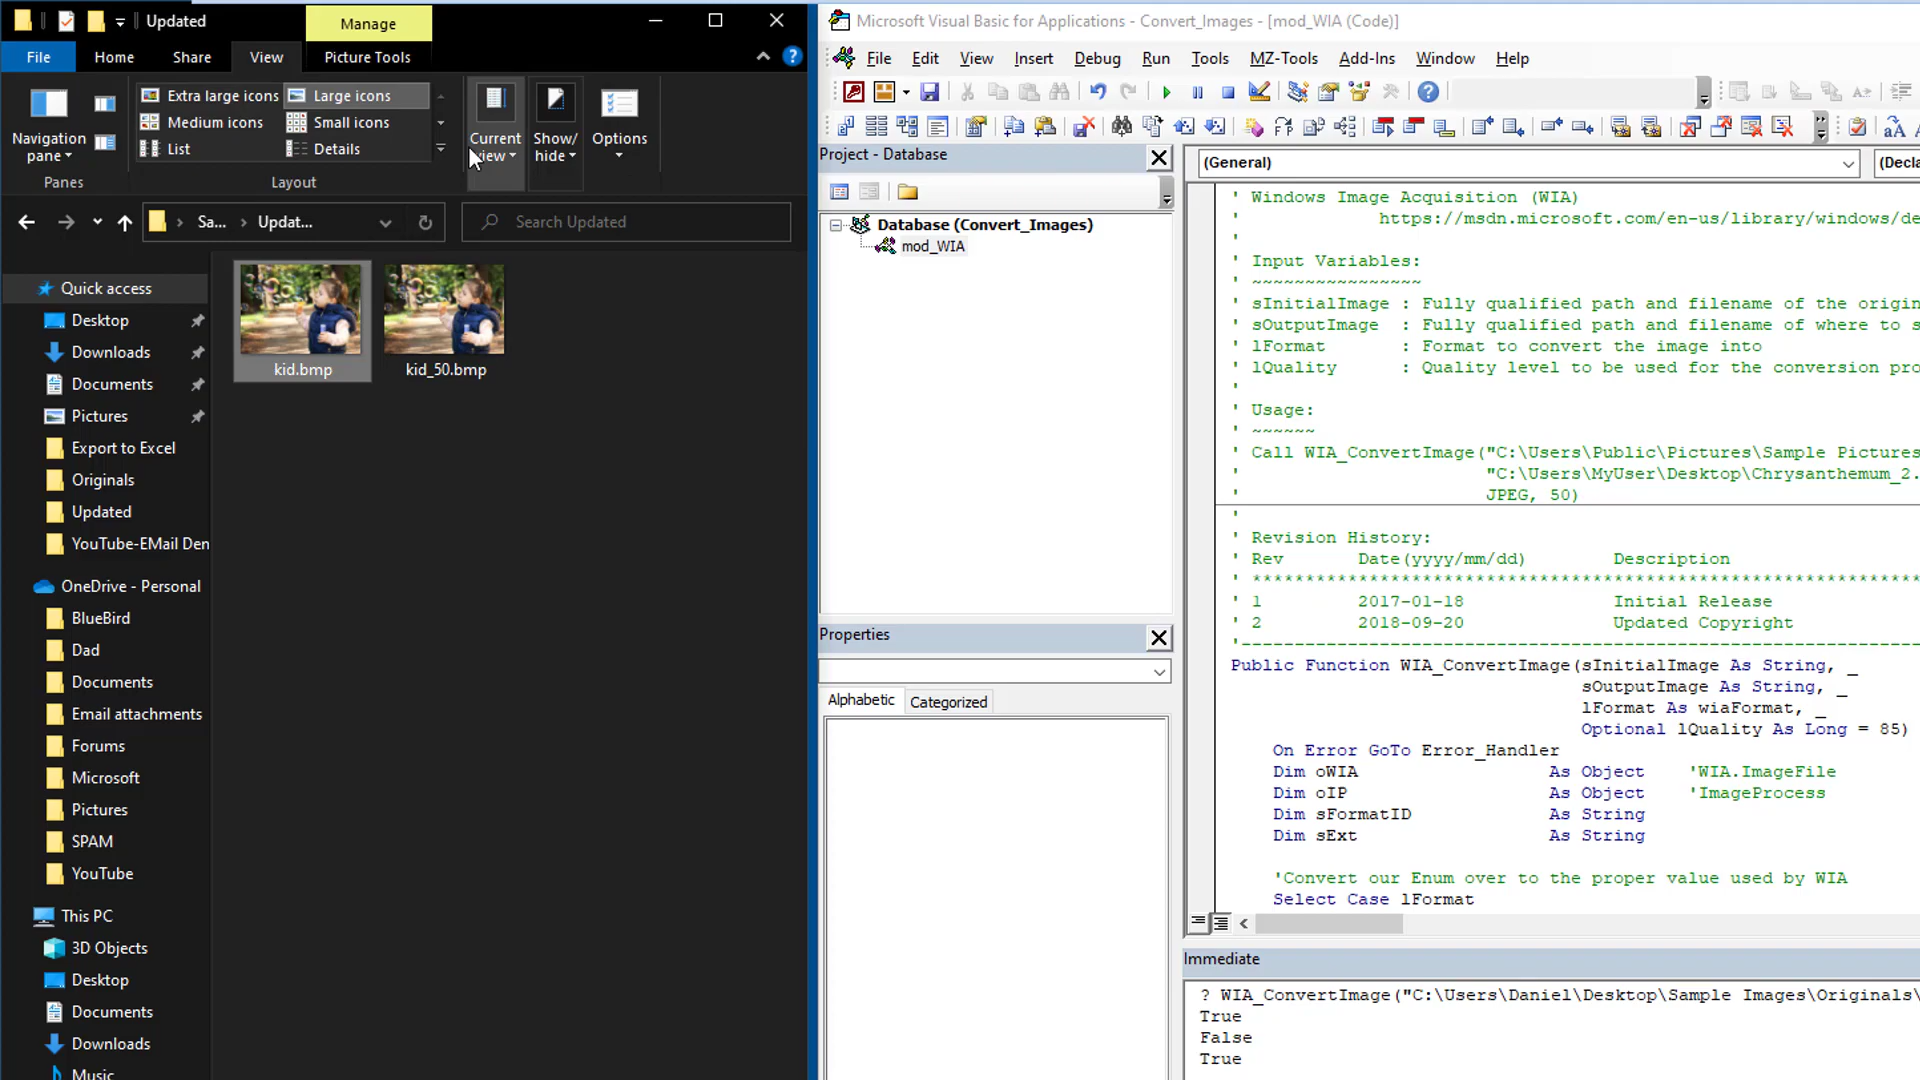 Updated
Manage
File
Home
Share
View
Picture Tools
Extra large icons
Large icons
Medium icons
Small icons
List
Details
Navigation pane
Current view
Show/ hide
Options
Panes
Layout
Sa...
Updat...
Search Updated
Quick access
Desktop
Downloads
Documents
Pictures
Export to Excel
Originals
Updated
YouTube-EMail Den
OneDrive - Personal
BlueBird
Dad
Documents
Email attachments
Forums
Microsoft
Pictures
SPAM
YouTube
This PC
3D Objects
Desktop
Documents
Downloads
Music
kid.bmp
kid_50.bmp
Microsoft Visual Basic for Applications - Convert_Images - [mod_WIA (Code)]
File Edit View Insert Debug Run Tools MZ-Tools Add-Ins Window Help
Project - Database
Database (Convert_Images)
mod_WIA
Properties
Alphabetic
Categorized
(General)
(Decla
' Windows Image Acquisition (WIA)
' https://msdn.microsoft.com/en-us/library/windows/de
'
' Input Variables:
' ~~~~~~~~~~~~~~~~
' sInitialImage : Fully qualified path and filename of the origin
' sOutputImage : Fully qualified path and filename of where to s
' lFormat : Format to convert the image into
' lQuality : Quality level to be used for the conversion pro
'
' Usage:
' ~~~~~~
' Call WIA_ConvertImage("C:\Users\Public\Pictures\Sample Pictures
' "C:\Users\MyUser\Desktop\Chrysanthemum_2.
' JPEG, 50)
'
' Revision History:
' Rev Date(yyyy/mm/dd) Description
' *****************************************************************
' 1 2017-01-18 Initial Release
' 2 2018-09-20 Updated Copyright
'-----------------------------------------------------------------
Public Function WIA_ConvertImage(sInitialImage As String, _
sOutputImage As String, _
lFormat As wiaFormat, _
Optional lQuality As Long = 85)
On Error GoTo Error_Handler
Dim oWIA As Object 'WIA.ImageFile
Dim oIP As Object 'ImageProcess
Dim sFormatID As String
Dim sExt As String
'Convert our Enum over to the proper value used by WIA
Select Case lFormat
Immediate
? WIA_ConvertImage("C:\Users\Daniel\Desktop\Sample Images\Originals\
True
False
True